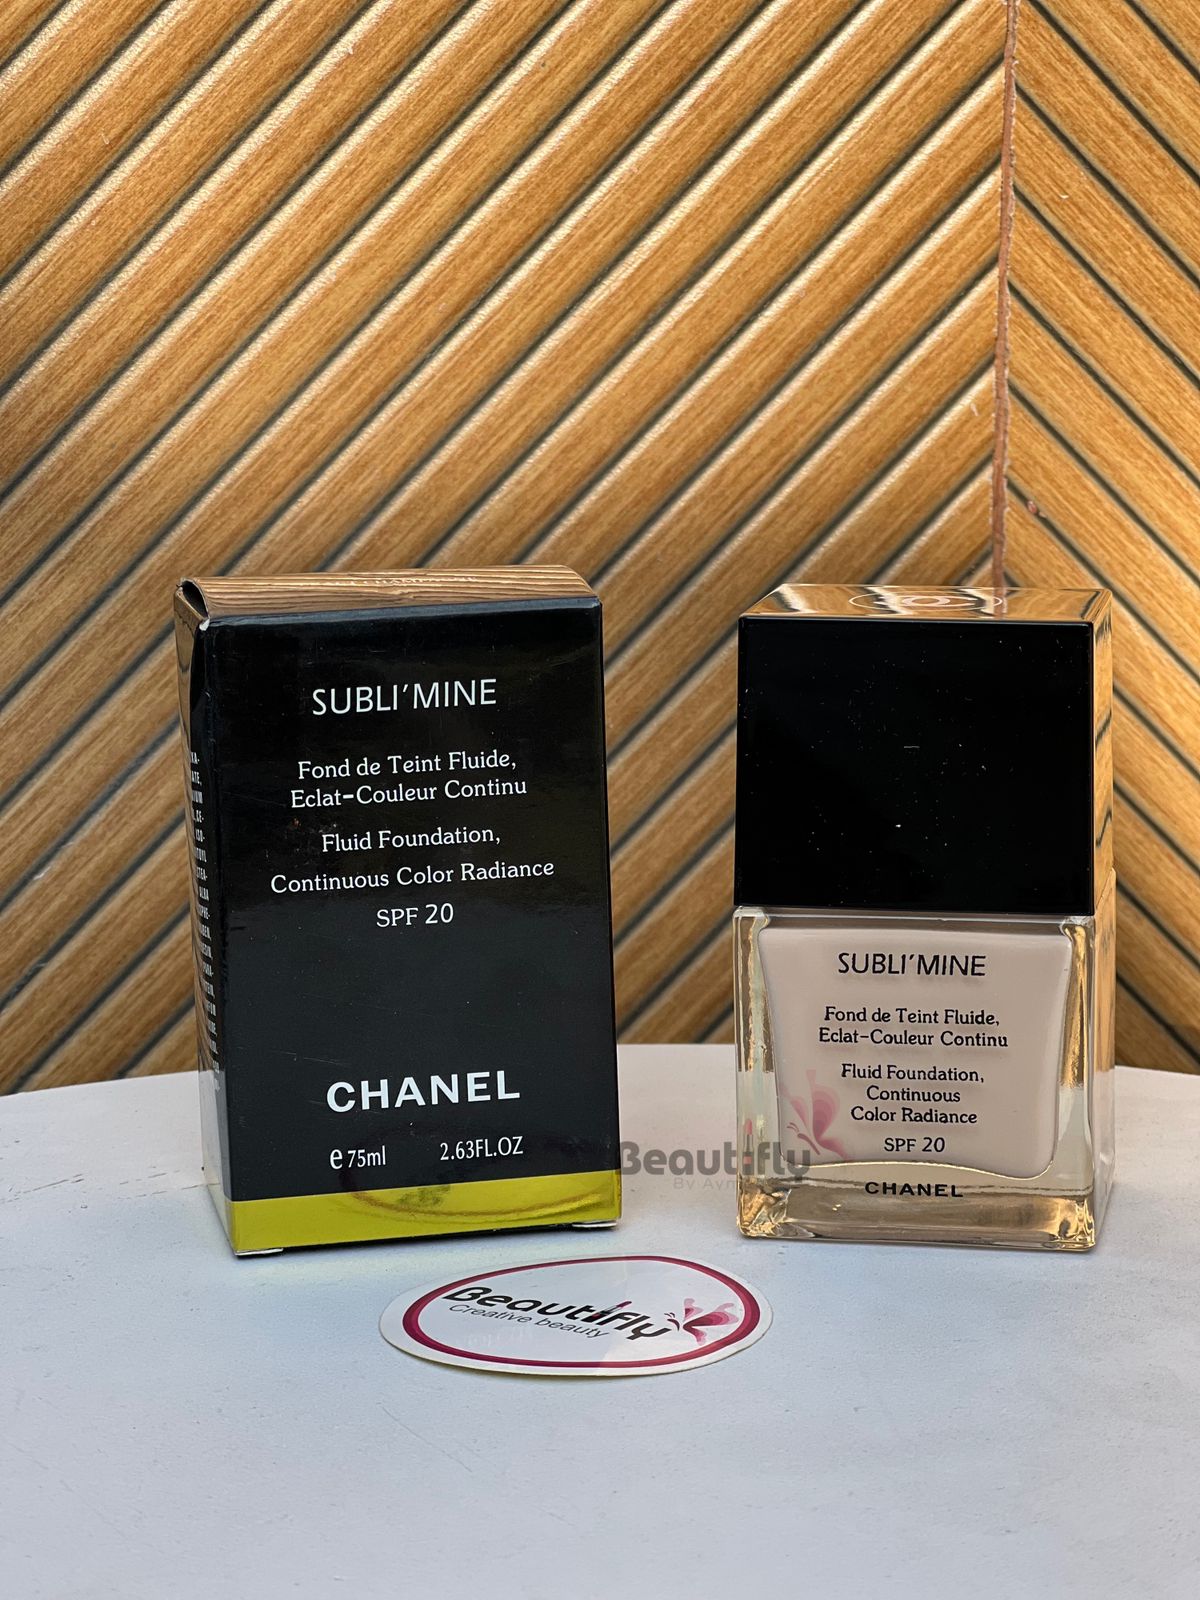 SUBLI'MINE
Fond de Teint Fluide,
Eclat-Couleur Continu
Fluid Foundation,
Continuous Color Radiance
SPF 20
CHANEL
e 75ml 2.63FL.OZ
SUBLI'MINE
Fond de Teint Fluide,
Eclat-Couleur Continu
Fluid Foundation,
Continuous
Color Radiance
SPF 20
CHANEL
Beautifly
Beautifly
Creative beauty